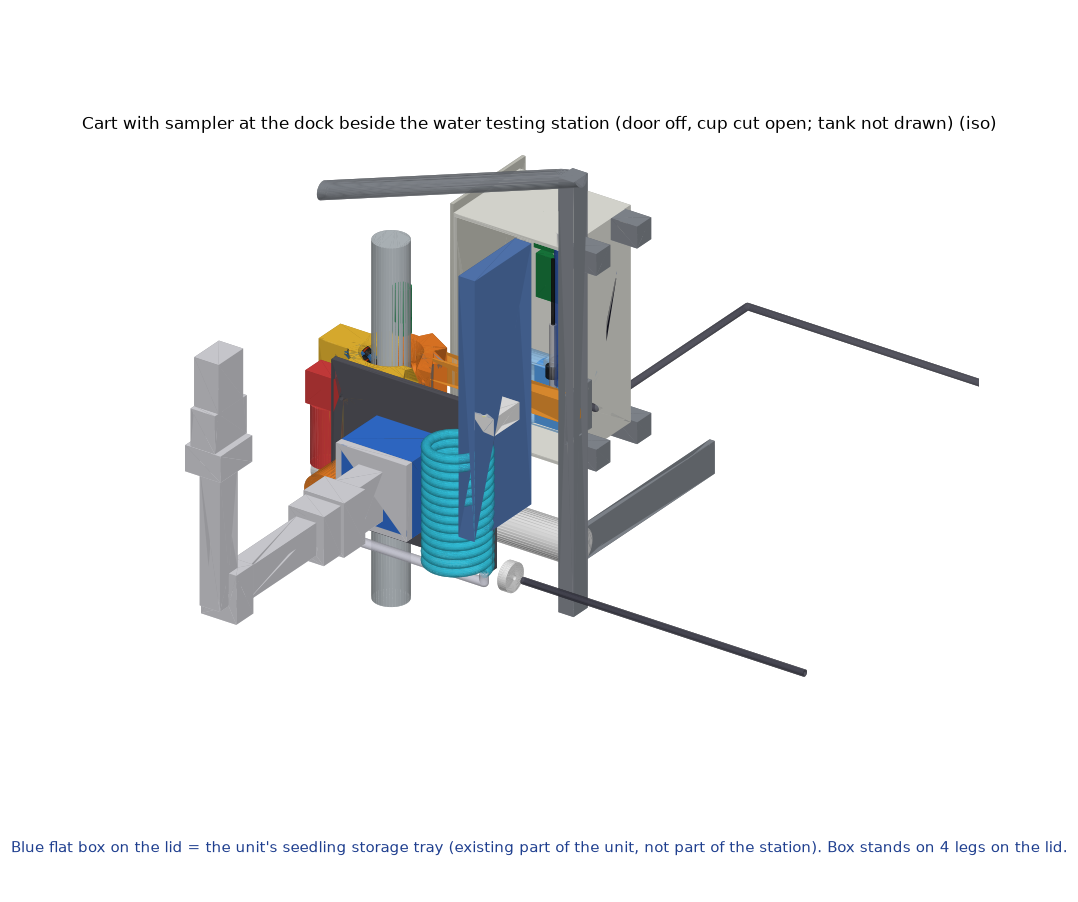 Cart with sampler at the dock beside the water testing station (door off, cup cut open; tank not drawn) (iso)
Blue flat box on the lid = the unit's seedling storage tray (existing part of the unit, not part of the station). Box stands on 4 legs on the lid.